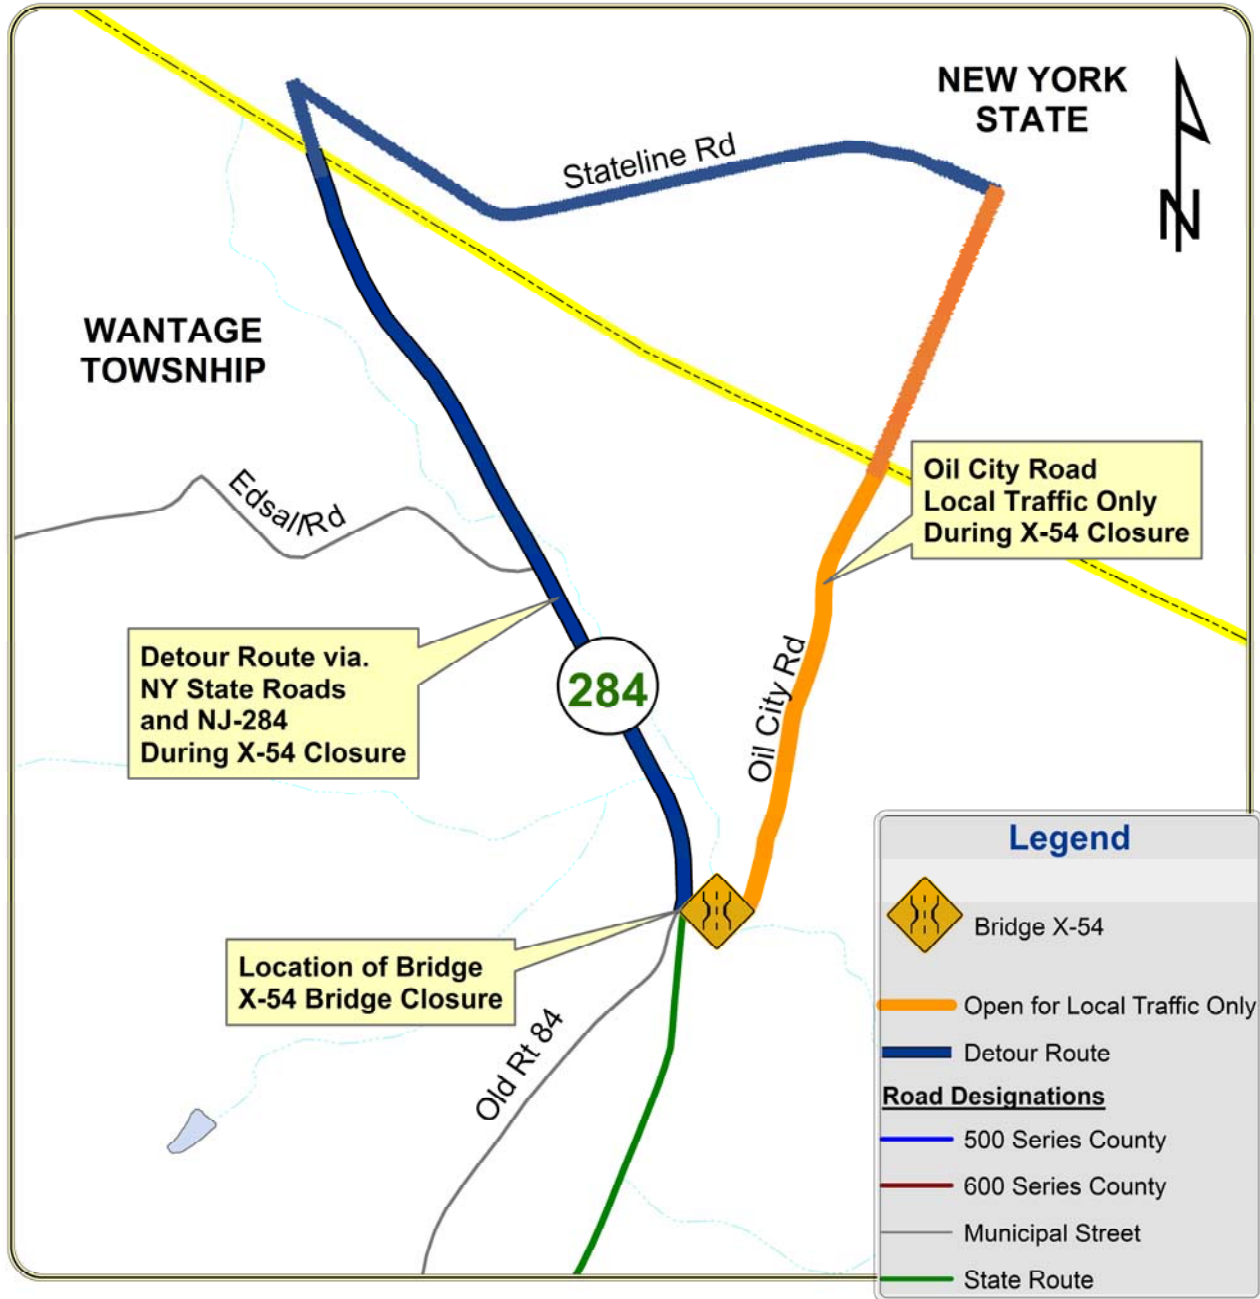 NEW YORK
STATE
N
Stateline Rd
WANTAGE
TOWSNHIP
Edsall Rd
Oil City Road
Local Traffic Only
During X-54 Closure
Detour Route via.
NY State Roads
and NJ-284
During X-54 Closure
284
Oil City Rd
Location of Bridge
X-54 Bridge Closure
Old Rt 84
Legend
Bridge X-54
Open for Local Traffic Only
Detour Route
Road Designations
500 Series County
600 Series County
Municipal Street
State Route